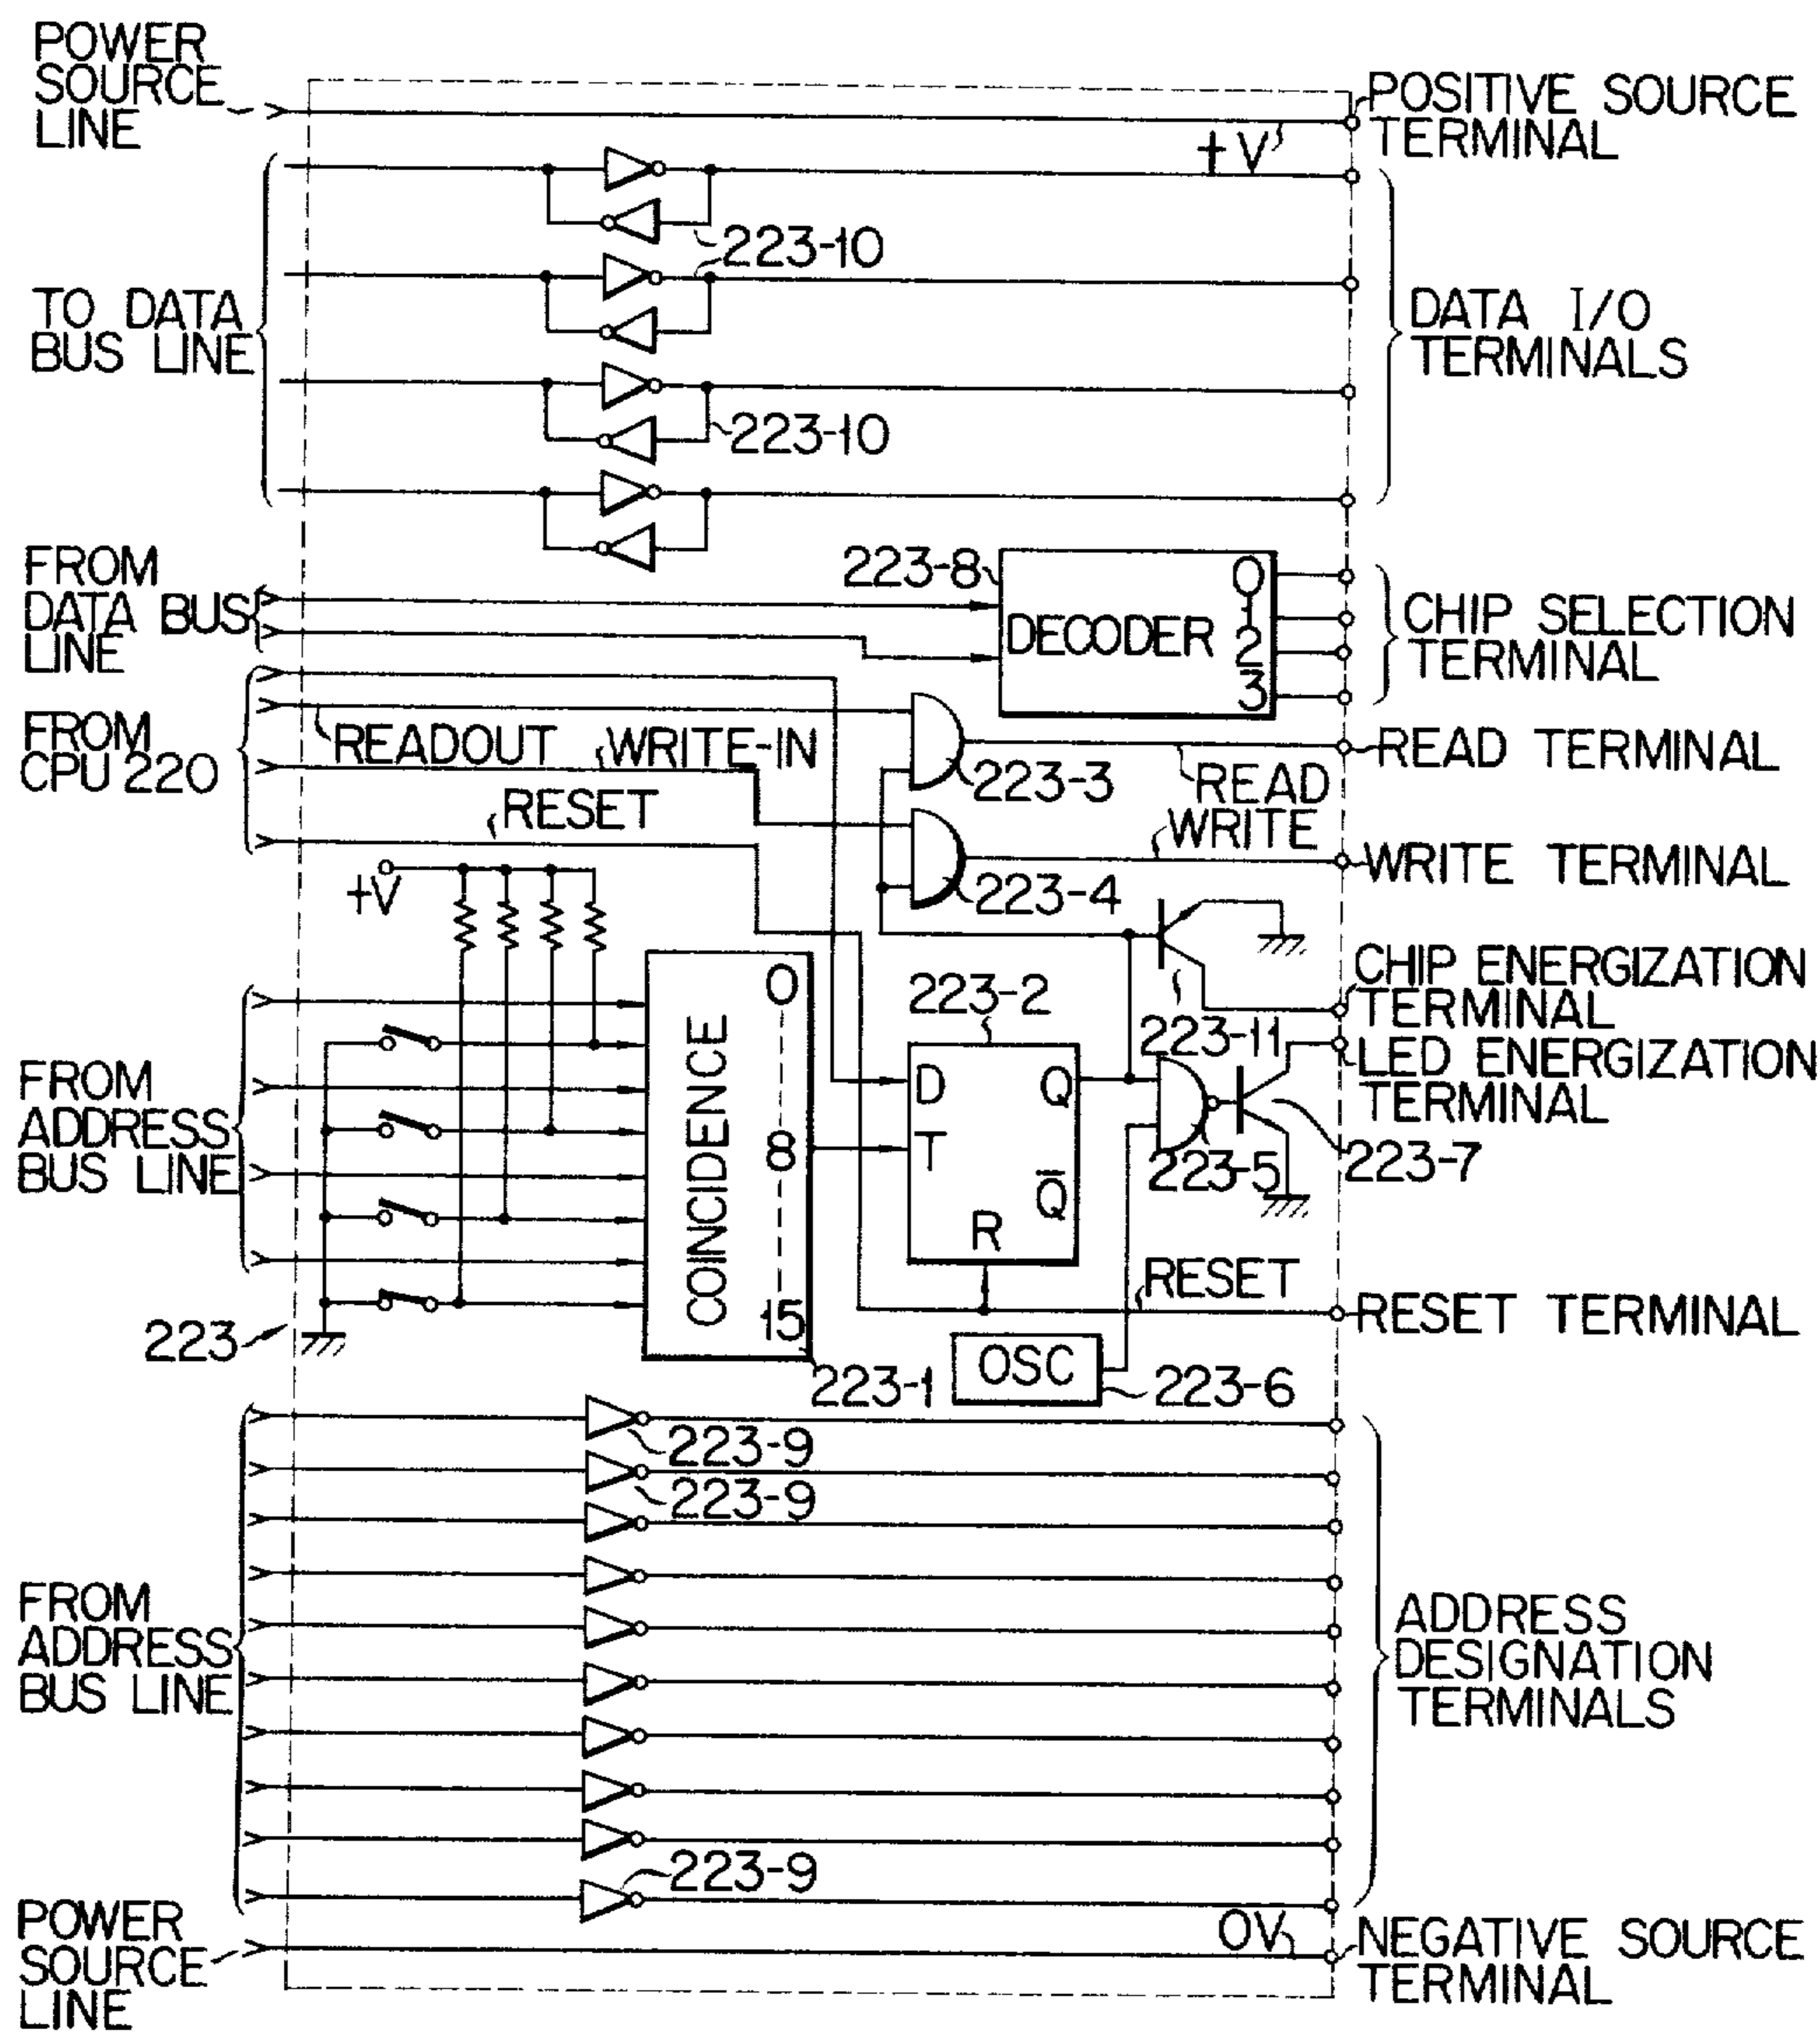 POWER
SOURCE
LINE
POSITIVE SOURCE
TERMINAL
+V
223-10
TO DATA
BUS LINE
DATA I/O
TERMINALS
223-10
FROM
DATA BUS
LINE
223-8
DECODER
0
1
2
3
CHIP SELECTION
TERMINAL
FROM
CPU 220
READOUT
WRITE-IN
223-3
READ
READ TERMINAL
RESET
WRITE
223-4
WRITE TERMINAL
+V
CHIP ENERGIZATION
TERMINAL
223-11
LED ENERGIZATION
TERMINAL
FROM
ADDRESS
BUS LINE
COINCIDENCE
0
8
15
223-2
D
Q
T
Q̅
R
223-5
223-7
RESET
RESET TERMINAL
223
223-1
OSC
223-6
223-9
223-9
FROM
ADDRESS
BUS LINE
ADDRESS
DESIGNATION
TERMINALS
223-9
POWER
SOURCE
LINE
0V
NEGATIVE SOURCE
TERMINAL